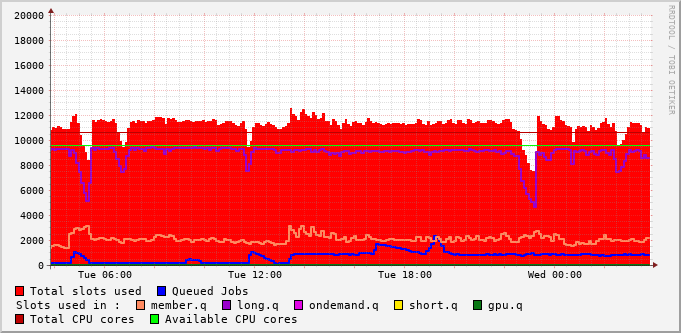 RRDTOOL / TOBI OETIKER
20000
18000
16000
14000
12000
10000
8000
6000
4000
2000
0
Tue 06:00 Tue 12:00 Tue 18:00 Wed 00:00
Total slots used Queued Jobs
Slots used in : member.q long.q ondemand.q short.q gpu.q
Total CPU cores Available CPU cores